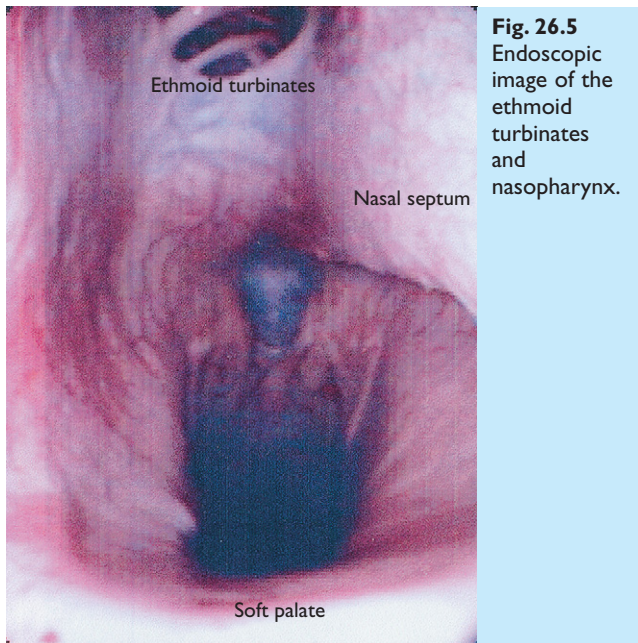 Ethmoid turbinates
Nasal septum
Soft palate
Fig. 26.5
Endoscopic
image of the
ethmoid
turbinates
and
nasopharynx.